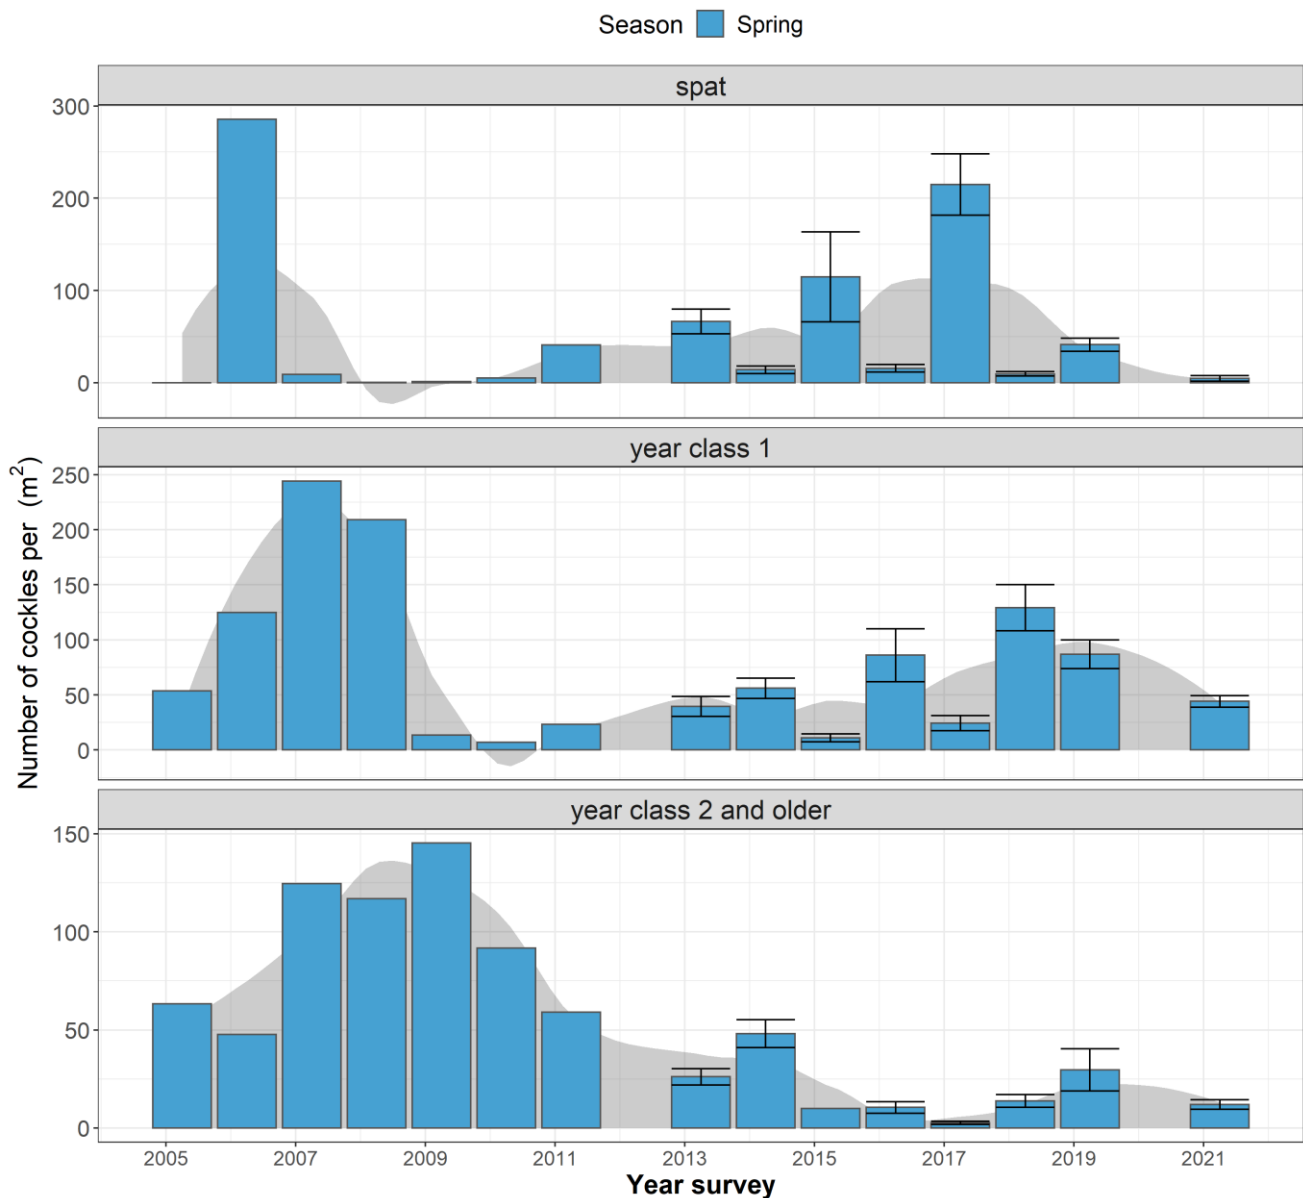 Season Spring
spat
300
200
100
0
year class 1
250
200
150
100
50
0
year class 2 and older
150
100
50
0
Number of cockles per (m²)
2005 2007 2009 2011 2013 2015 2017 2019 2021
Year survey